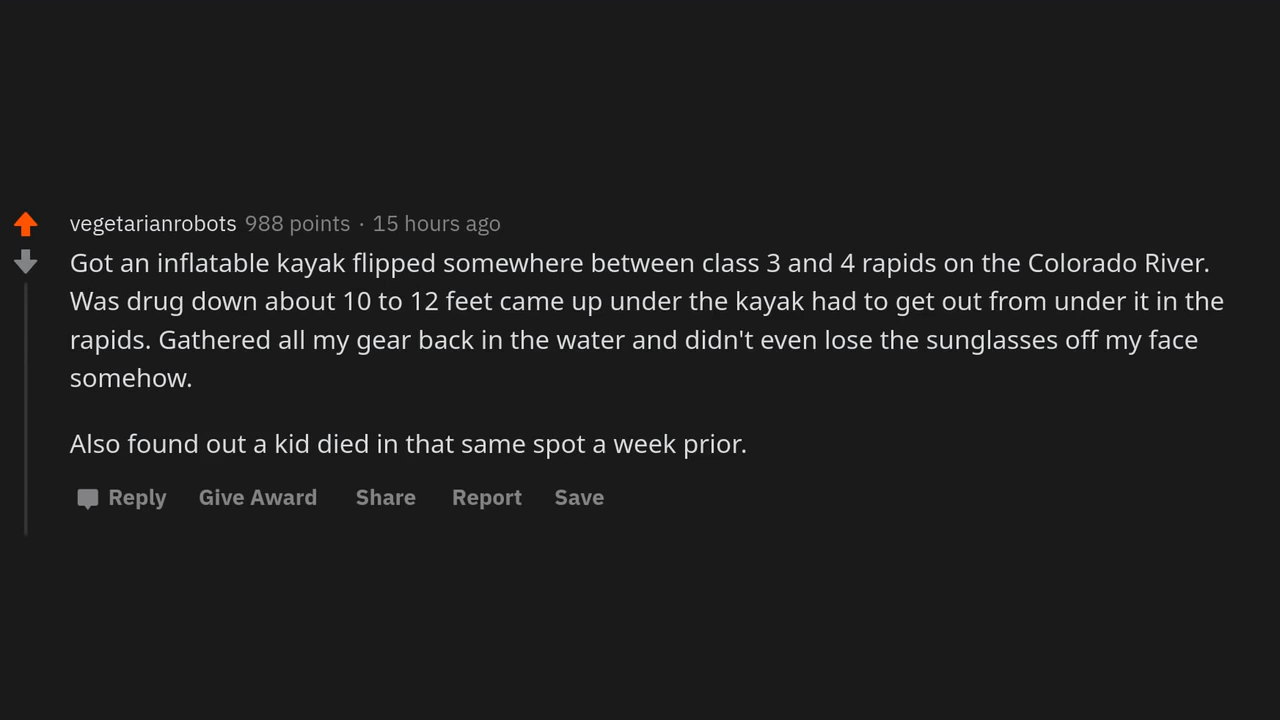 vegetarianrobots 988 points · 15 hours ago
Got an inflatable kayak flipped somewhere between class 3 and 4 rapids on the Colorado River.
Was drug down about 10 to 12 feet came up under the kayak had to get out from under it in the
rapids. Gathered all my gear back in the water and didn't even lose the sunglasses off my face
somehow.
Also found out a kid died in that same spot a week prior.
Reply Give Award Share Report Save